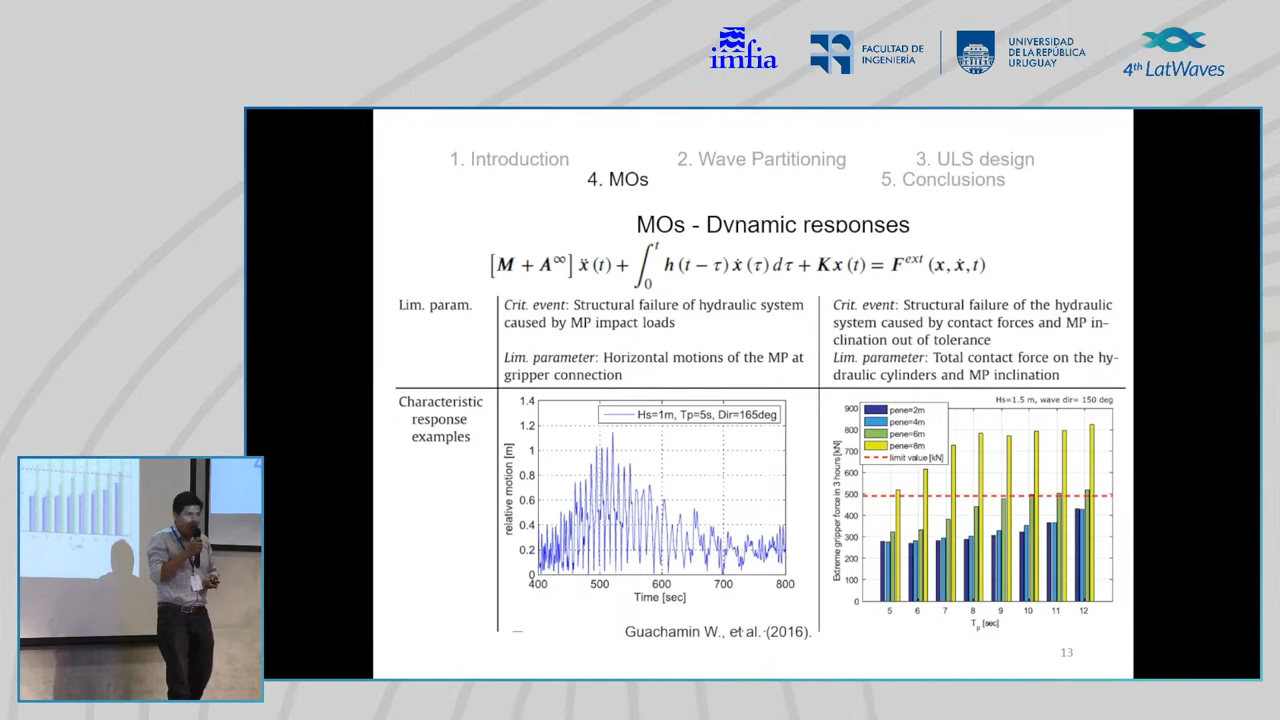 imfia
FACULTAD DE
INGENIERÍA
UNIVERSIDAD
DE LA REPÚBLICA
URUGUAY
4th LatWaves
1. Introduction
2. Wave Partitioning
3. ULS design
4. MOs
5. Conclusions
MOs - Dynamic responses
[M + A^∞] ẍ (t) + ∫_0^t h (t − τ) ẋ (τ) dτ + Kx (t) = F^ext (x, ẋ, t)
Lim. param.
Crit. event: Structural failure of hydraulic system
caused by MP impact loads
Lim. parameter: Horizontal motions of the MP at
gripper connection
Crit. event: Structural failure of the hydraulic
system caused by contact forces and MP in-
clination out of tolerance
Lim. parameter: Total contact force on the hy-
draulic cylinders and MP inclination
Characteristic
response
examples
Hs=1m, Tp=5s, Dir=165deg
relative motion [m]
1.4
1.2
1
0.8
0.6
0.4
0.2
0
400 500 600 700 800
Time [sec]
Hs=1.5 m, wave dir= 150 deg
pene=2m
pene=4m
pene=6m
pene=8m
limit value [kN]
Extreme gripper force in 3 hours [kN]
900
800
700
600
500
400
300
200
100
0
5 6 7 8 9 10 11 12
Tp [sec]
Guachamin W., et al. (2016).
13